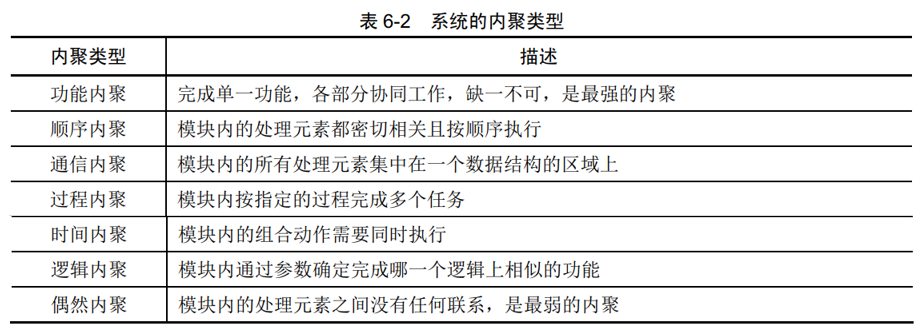 表 6-2 系统的内聚类型
内聚类型 描述
功能内聚 完成单一功能，各部分协同工作，缺一不可，是最强的内聚
顺序内聚 模块内的处理元素都密切相关且按顺序执行
通信内聚 模块内的所有处理元素集中在一个数据结构的区域上
过程内聚 模块内按指定的过程完成多个任务
时间内聚 模块内的组合动作需要同时执行
逻辑内聚 模块内通过参数确定完成哪一个逻辑上相似的功能
偶然内聚 模块内的处理元素之间没有任何联系，是最弱的内聚